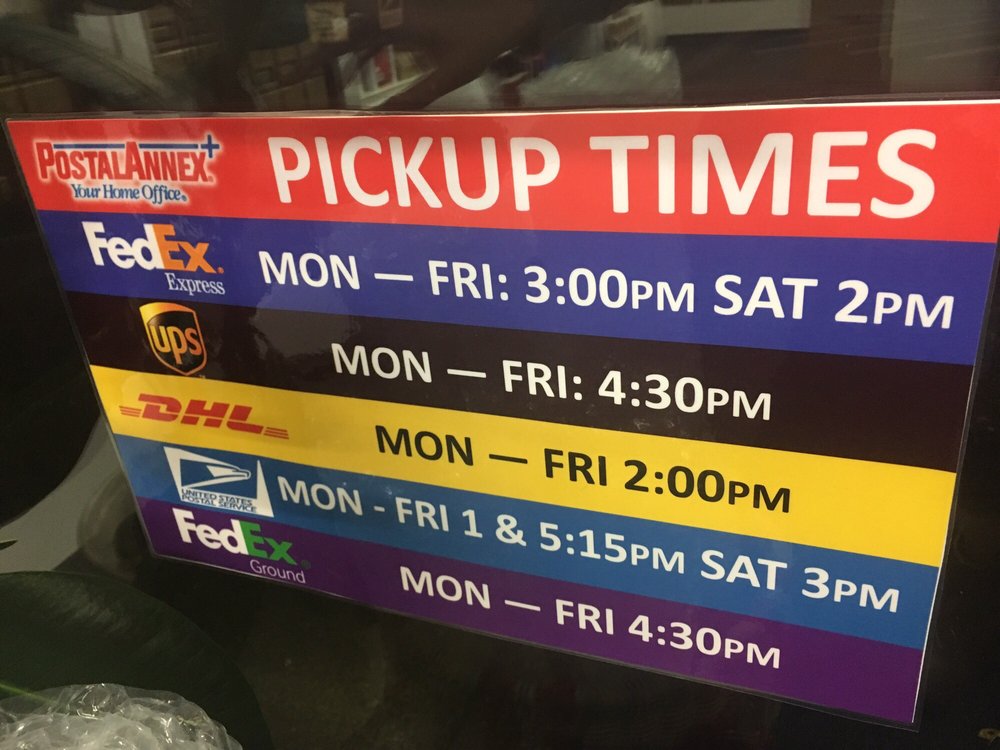 POSTALANNEX+
Your Home Office®
PICKUP TIMES
FedEx®
Express
MON — FRI: 3:00PM SAT 2PM
ups
MON — FRI: 4:30PM
DHL
MON — FRI 2:00PM
UNITED STATES
POSTAL SERVICE
MON - FRI 1 & 5:15PM SAT 3PM
FedEx®
Ground
MON — FRI 4:30PM